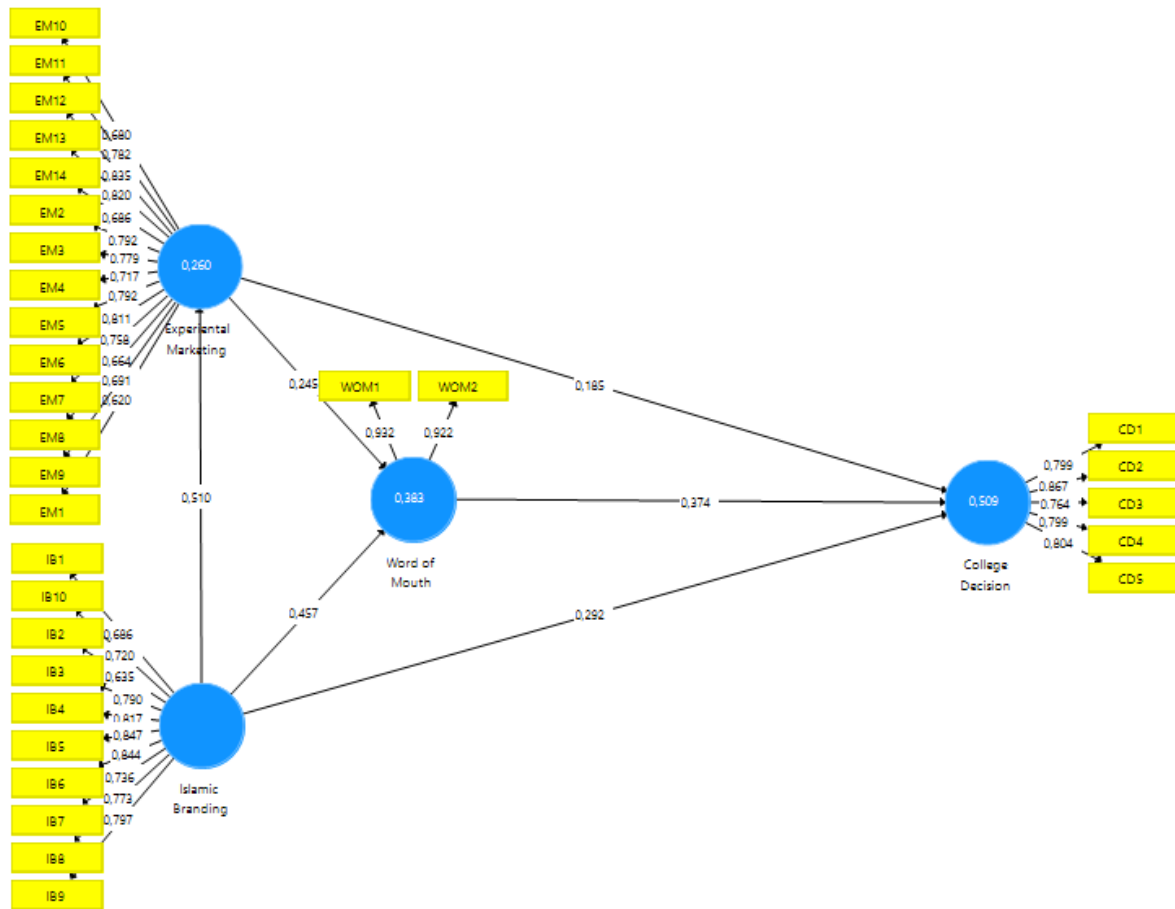 EM10
EM11
EM12
EM13
EM14
EM2
EM3
EM4
EM5
EM6
EM7
EM8
EM9
EM1
0,680
0,782
0,835
0,820
0,686
0,792
0,779
0,717
0,792
0,811
0,758
0,664
0,691
0,620
0,260
Experiental
Marketing
0,245
0,185
WOM1
WOM2
0,932
0,922
0,383
Word of
Mouth
0,510
0,457
0,374
0,292
0,509
College
Decision
0,799
0,867
0,764
0,799
0,804
CD1
CD2
CD3
CD4
CD5
IB1
IB10
IB2
IB3
IB4
IB5
IB6
IB7
IB8
IB9
0,686
0,720
0,635
0,790
0,817
0,847
0,844
0,736
0,773
0,797
Islamic
Branding